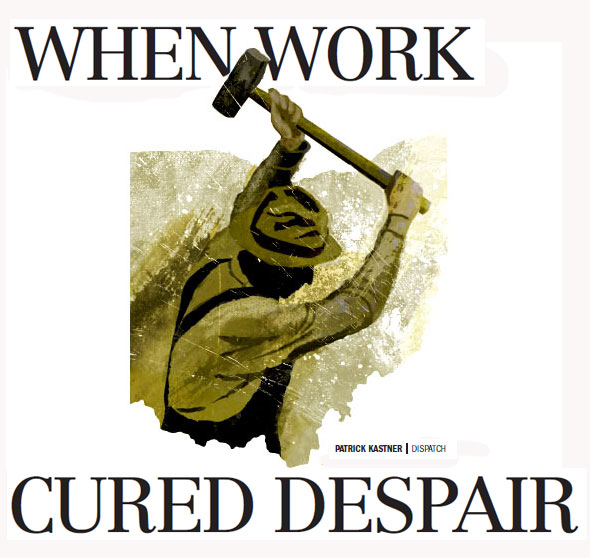 WHEN WORK
PATRICK KASTNER | DISPATCH
CURED DESPAIR